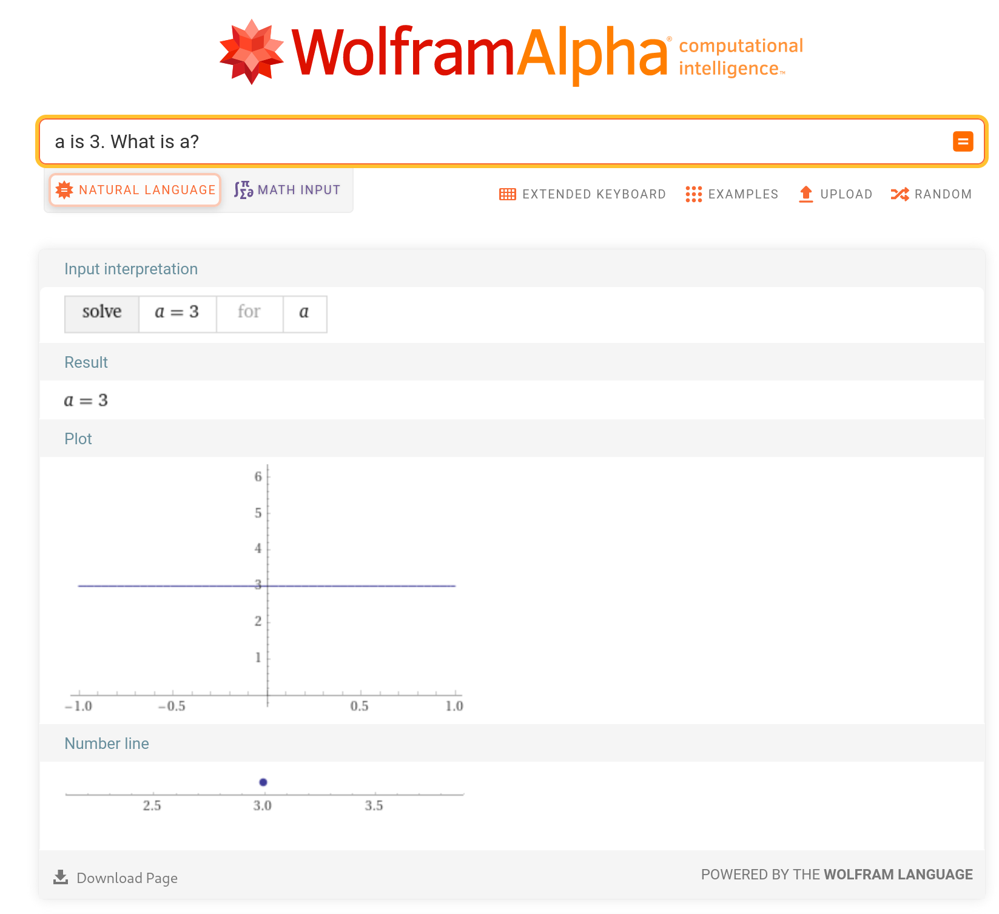 WolframAlpha® computational
intelligence™
a is 3. What is a?
NATURAL LANGUAGE
∫π∑∂ MATH INPUT
EXTENDED KEYBOARD
EXAMPLES
UPLOAD
RANDOM
Input interpretation
solve a = 3 for a
Result
a = 3
Plot
6
5
4
3
2
1
−1.0 −0.5 0.5 1.0
Number line
2.5 3.0 3.5
Download Page
POWERED BY THE WOLFRAM LANGUAGE